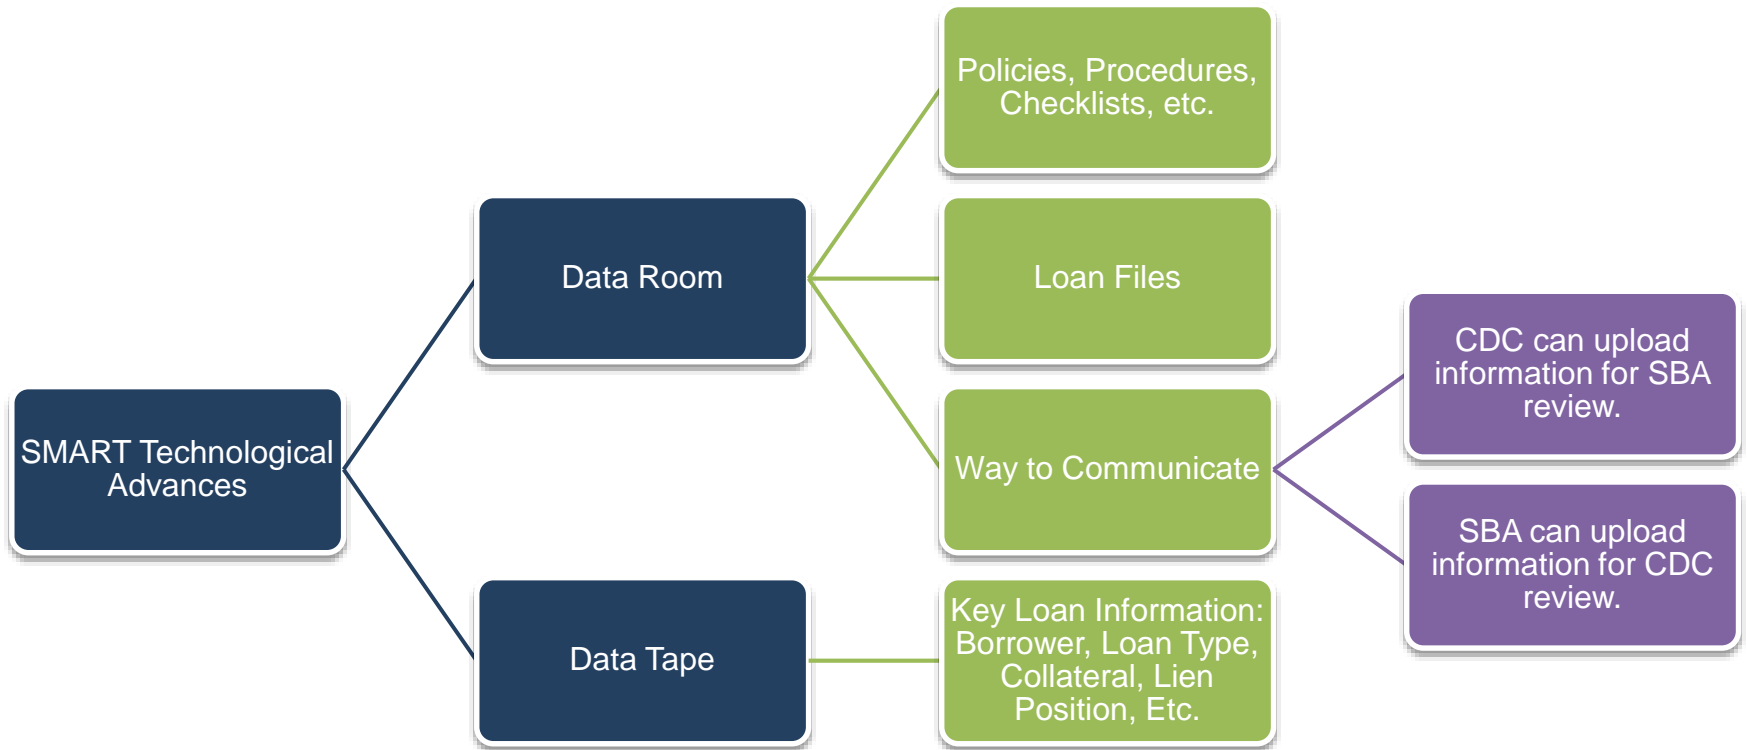 SMART Technological
Advances
Data Room
Data Tape
Policies, Procedures,
Checklists, etc.
Loan Files
Way to Communicate
Key Loan Information:
Borrower, Loan Type,
Collateral, Lien
Position, Etc.
CDC can upload
information for SBA
review.
SBA can upload
information for CDC
review.